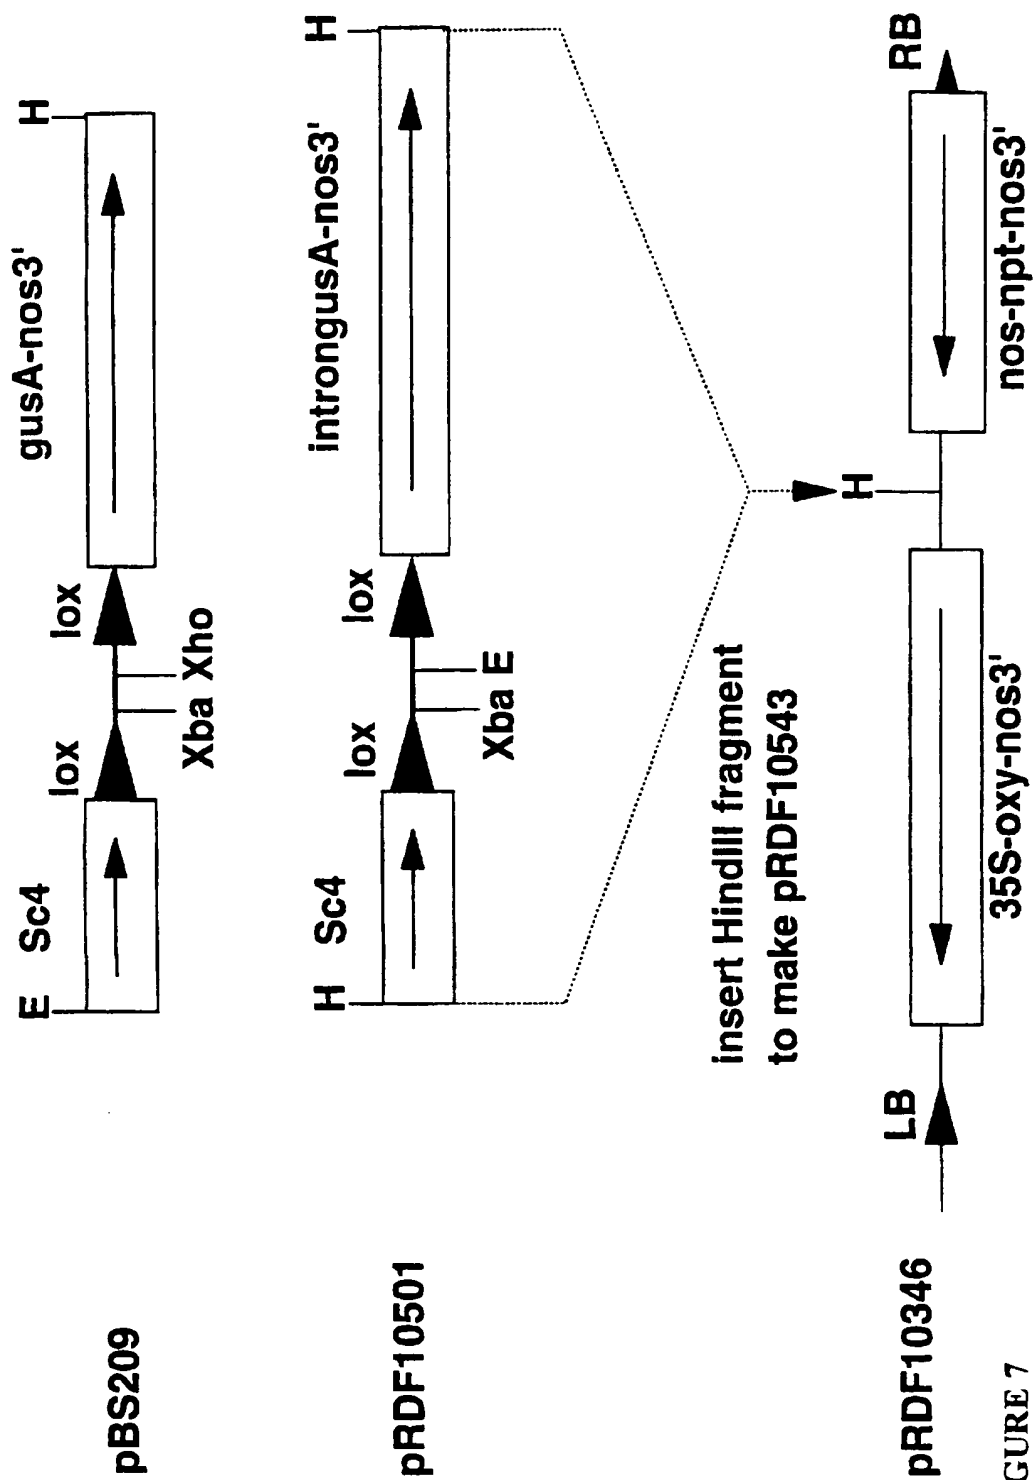 pBS209
E
Sc4
lox
Xba
Xho
lox
gusA-nos3'
H
pRDF10501
H
Sc4
lox
Xba
E
lox
introngusA-nos3'
H
insert HindIII fragment
to make pRDF10543
pRDF10346
LB
35S-oxy-nos3'
H
nos-npt-nos3'
RB
GURE 7